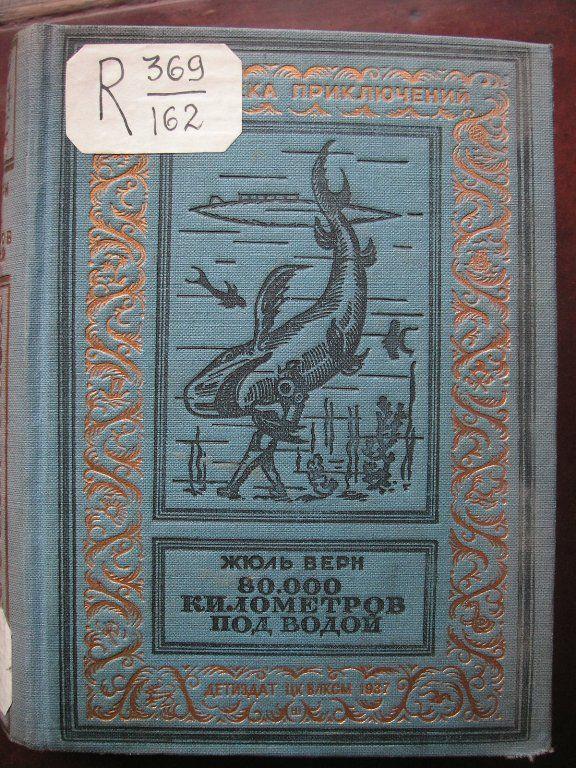 R 369
162
КА ПРИКЛЮЧЕНИЙ
ЖЮЛЬ ВЕРН
80.000
КИЛОМЕТРОВ
ПОД ВОДОЙ
ДЕТИЗДАТ ЦК ВЛКСМ 1937